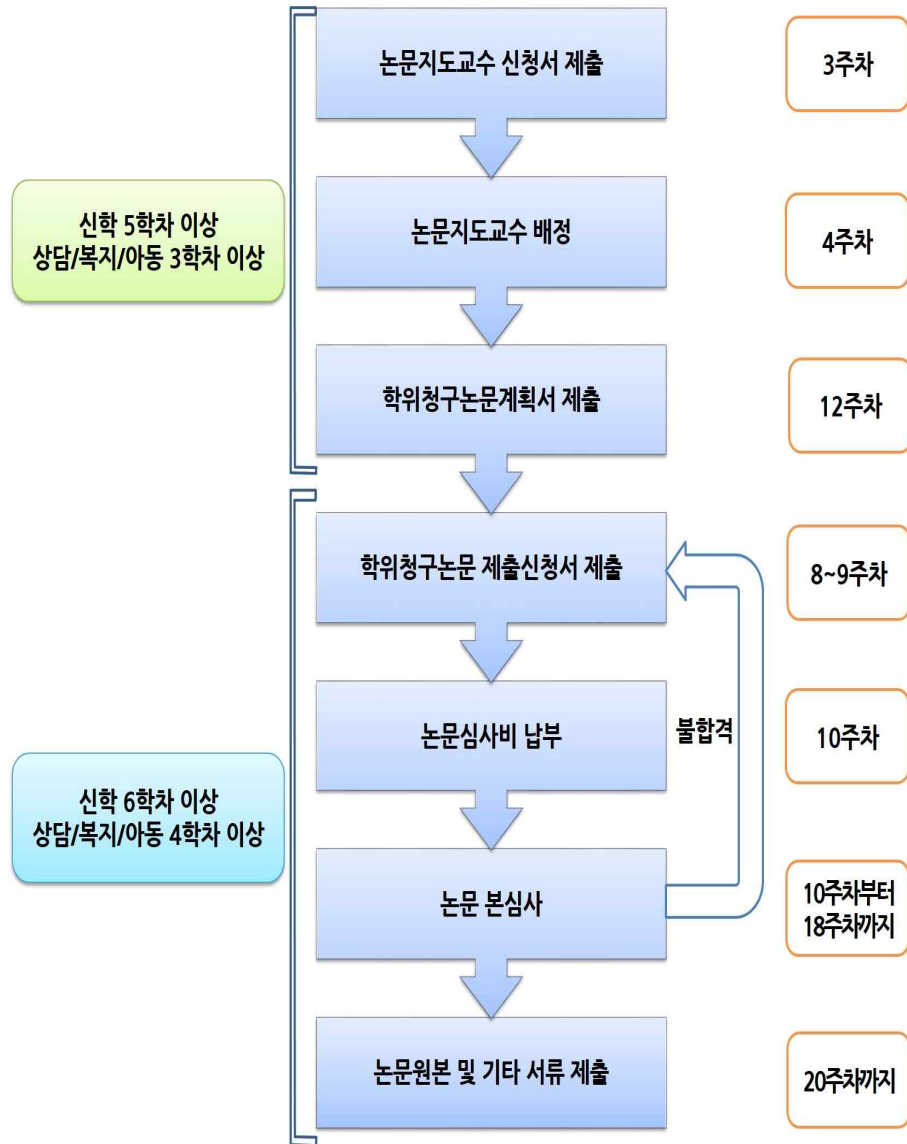 논문지도교수 신청서 제출
3주차
신학 5학차 이상
상담/복지/아동 3학차 이상
논문지도교수 배정
4주차
학위청구논문계획서 제출
12주차
학위청구논문 제출신청서 제출
8~9주차
논문심사비 납부
불합격
10주차
신학 6학차 이상
상담/복지/아동 4학차 이상
논문 본심사
10주차부터
18주차까지
논문원본 및 기타 서류 제출
20주차까지